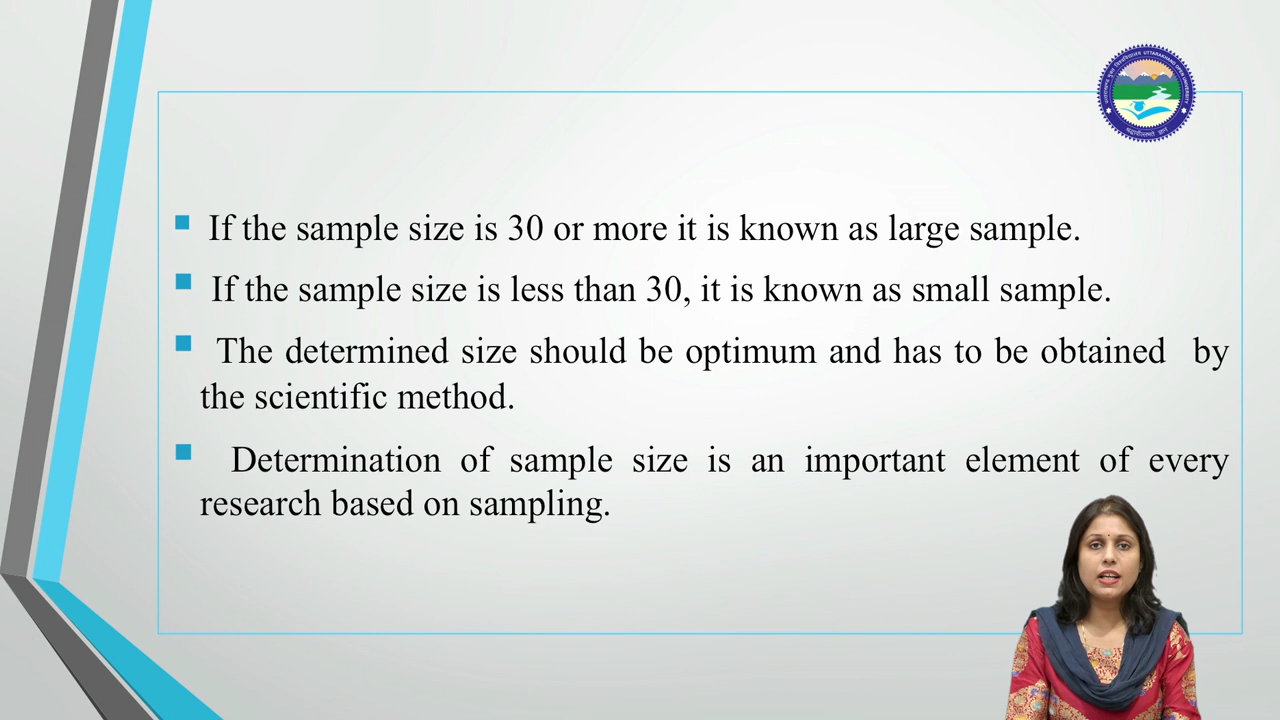 If the sample size is 30 or more it is known as large sample.
If the sample size is less than 30, it is known as small sample.
The determined size should be optimum and has to be obtained by
the scientific method.
Determination of sample size is an important element of every
research based on sampling.